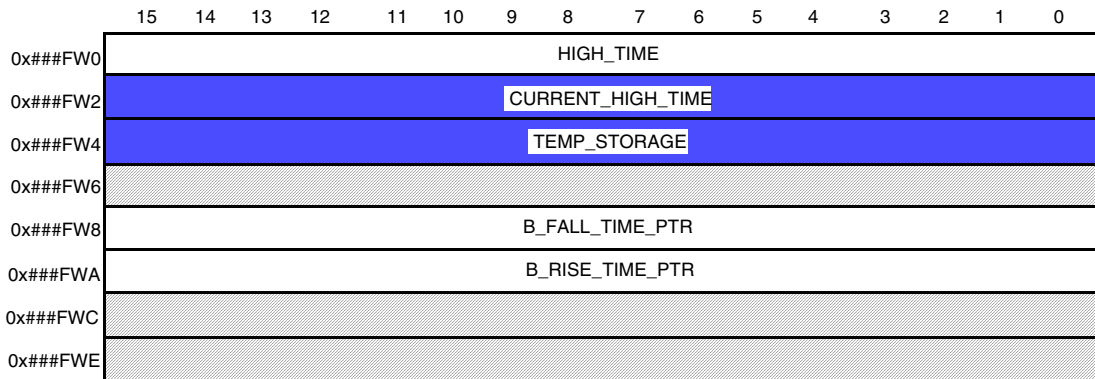 15 14 13 12 11 10 9 8 7 6 5 4 3 2 1 0
0x###FW0 HIGH_TIME
0x###FW2 CURRENT_HIGH_TIME
0x###FW4 TEMP_STORAGE
0x###FW6
0x###FW8 B_FALL_TIME_PTR
0x###FWA B_RISE_TIME_PTR
0x###FWC
0x###FWE